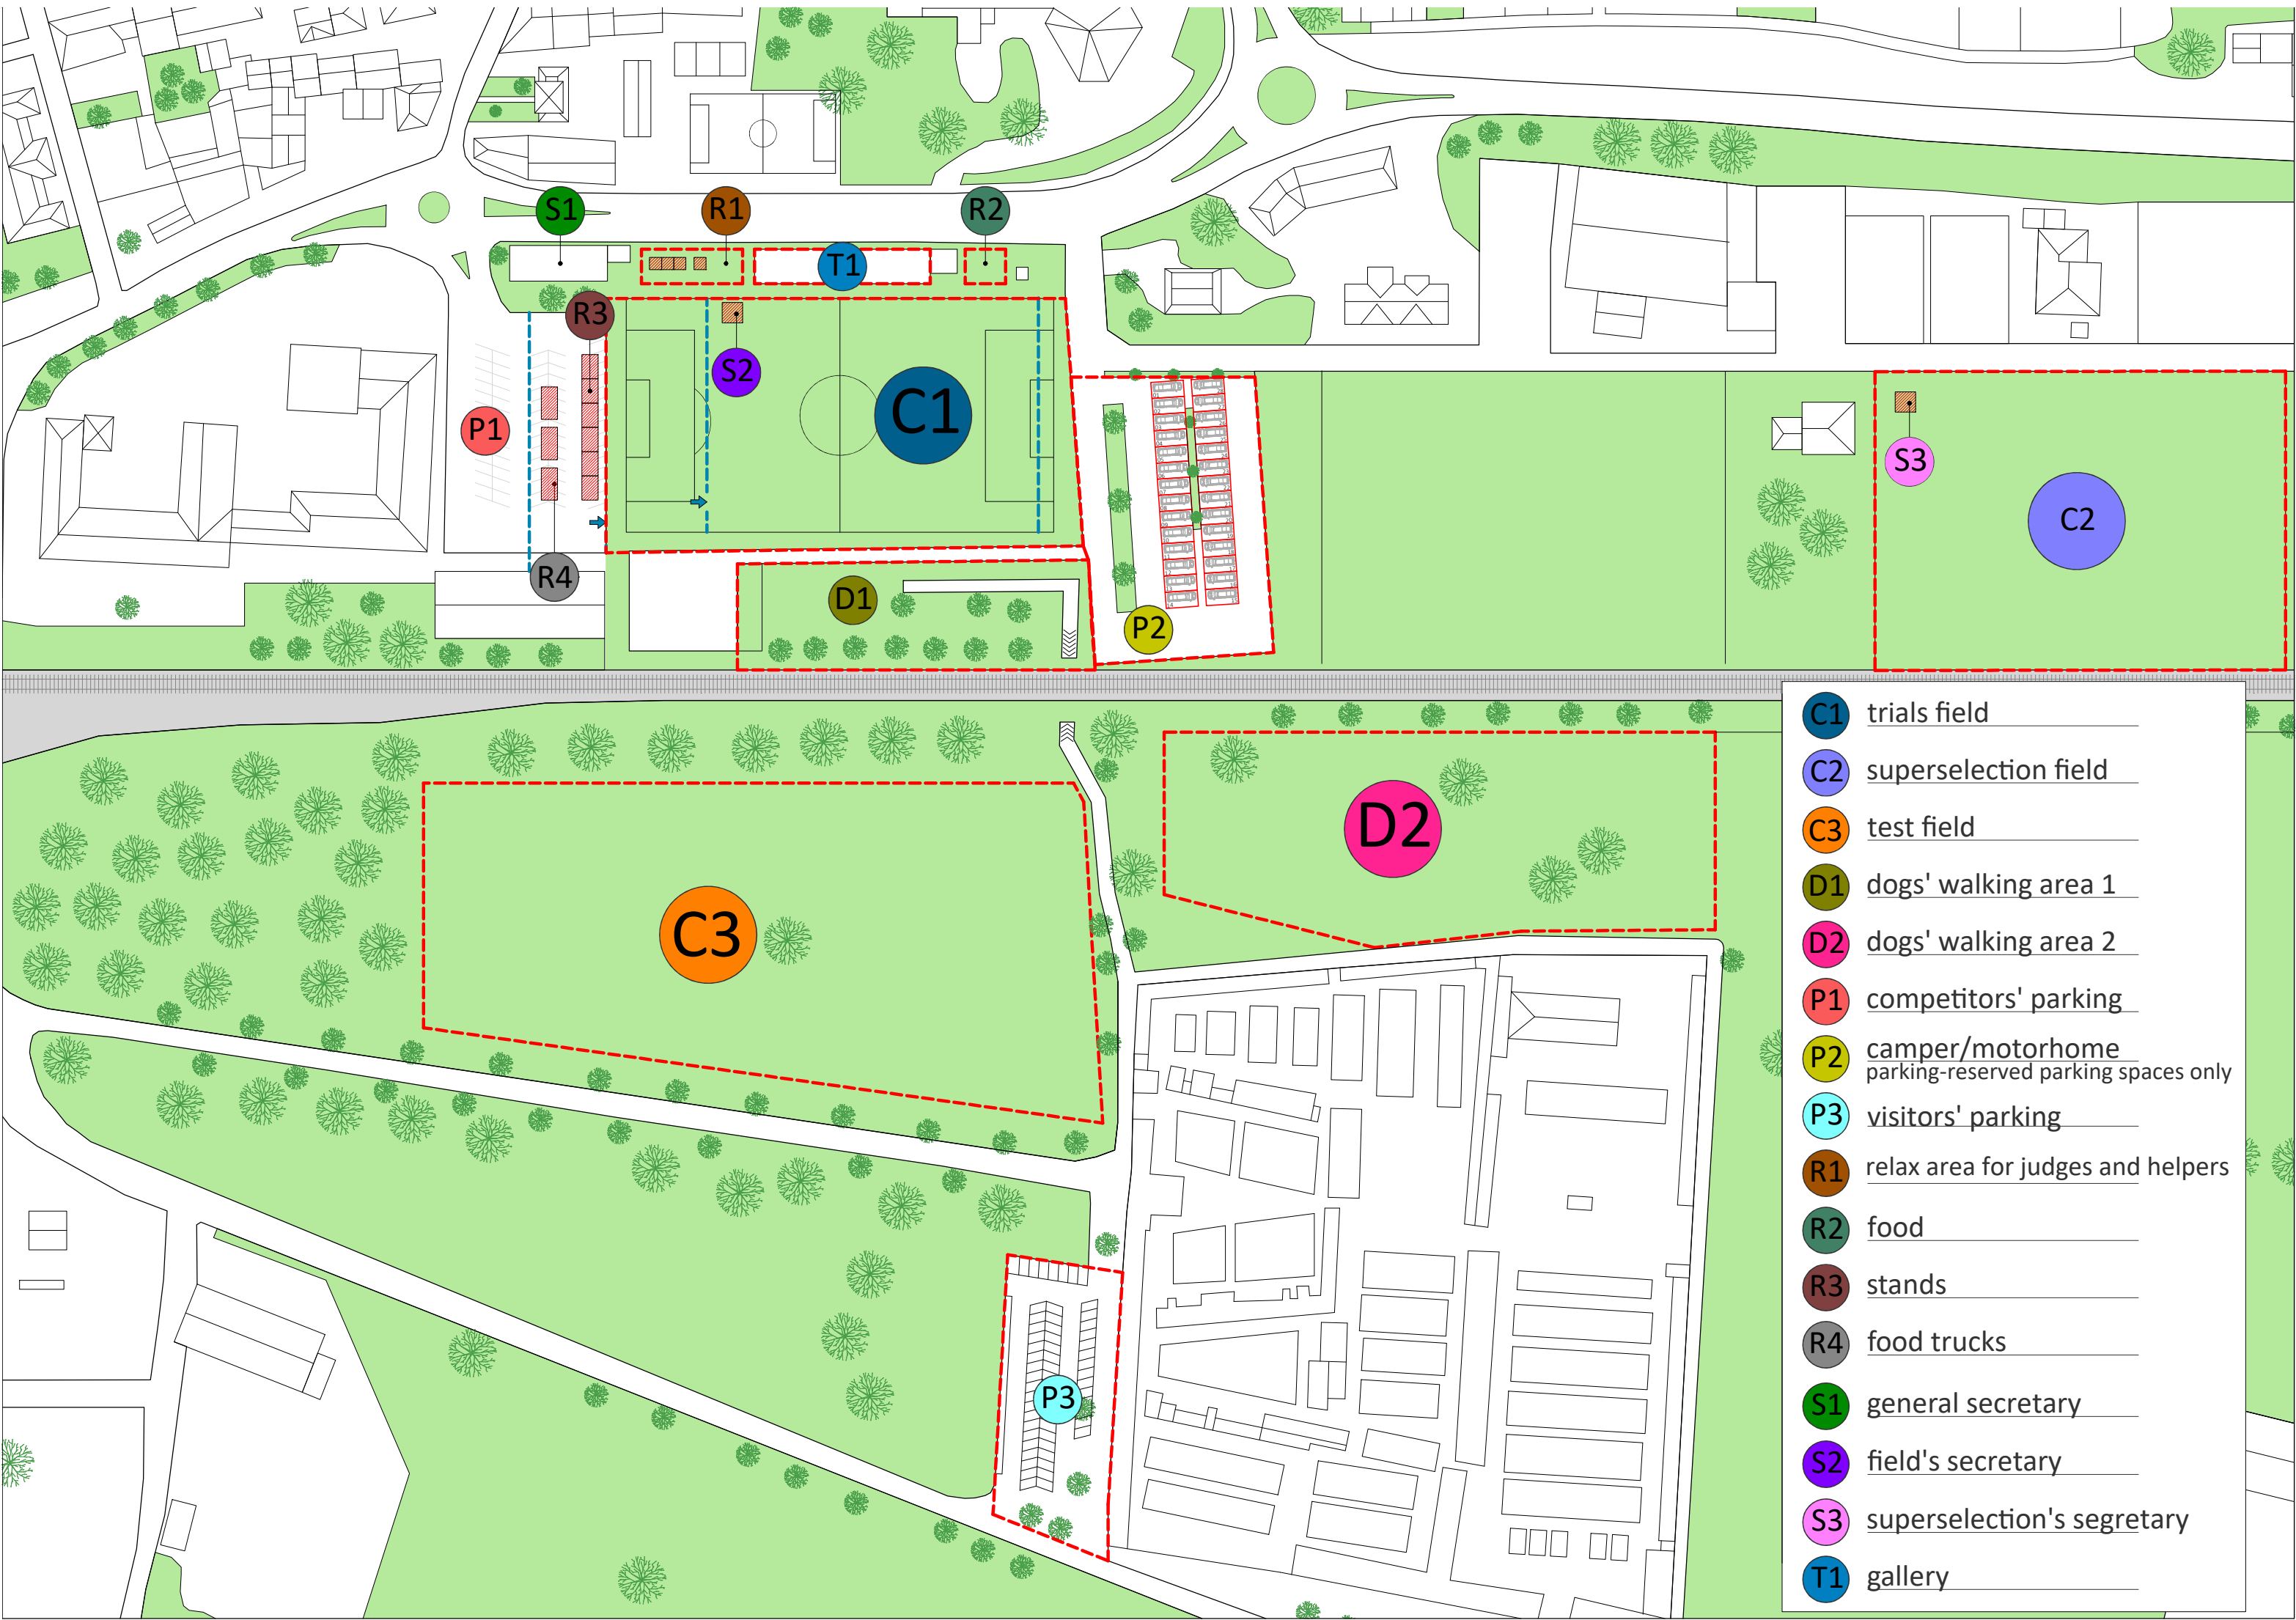 S1
R1
R2
T1
R3
S2
C1
P1
S3
C2
R4
D1
P2
D2
C3
P3
C1 trials field
C2 superselection field
C3 test field
D1 dogs' walking area 1
D2 dogs' walking area 2
P1 competitors' parking
P2 camper/motorhome
parking-reserved parking spaces only
P3 visitors' parking
R1 relax area for judges and helpers
R2 food
R3 stands
R4 food trucks
S1 general secretary
S2 field's secretary
S3 superselection's segretary
T1 gallery